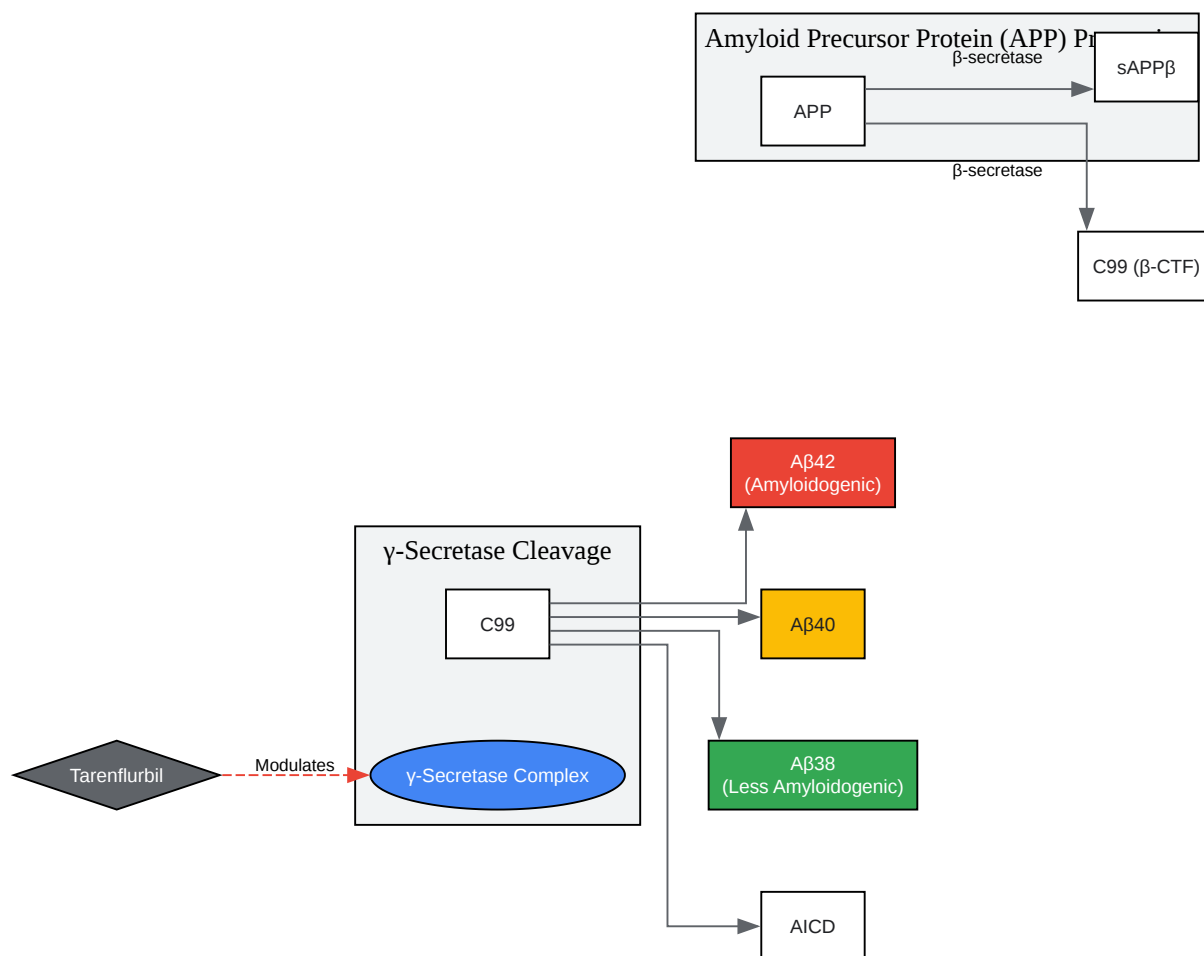 Amyloid Precursor Protein (APP)
β-secretase
sAPPβ
APP
β-secretase
C99 (β-CTF)
Aβ42
(Amyloidogenic)
γ-Secretase Cleavage
C99
Aβ40
Tarenflurbil
Modulates
γ-Secretase Complex
Aβ38
(Less Amyloidogenic)
AICD